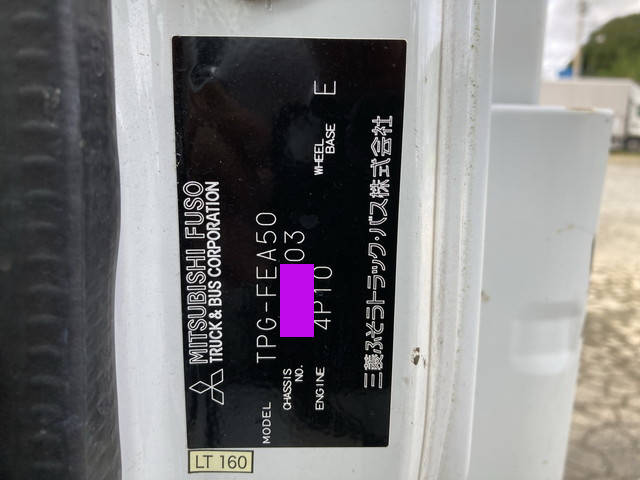 MITSUBISHI FUSO
TRUCK & BUS CORPORATION
MODEL TPG-FEA50
CHASSIS NO. 03
ENGINE 4P10 WHEEL BASE E
三菱ふそうトラック・バス株式会社
LT 160